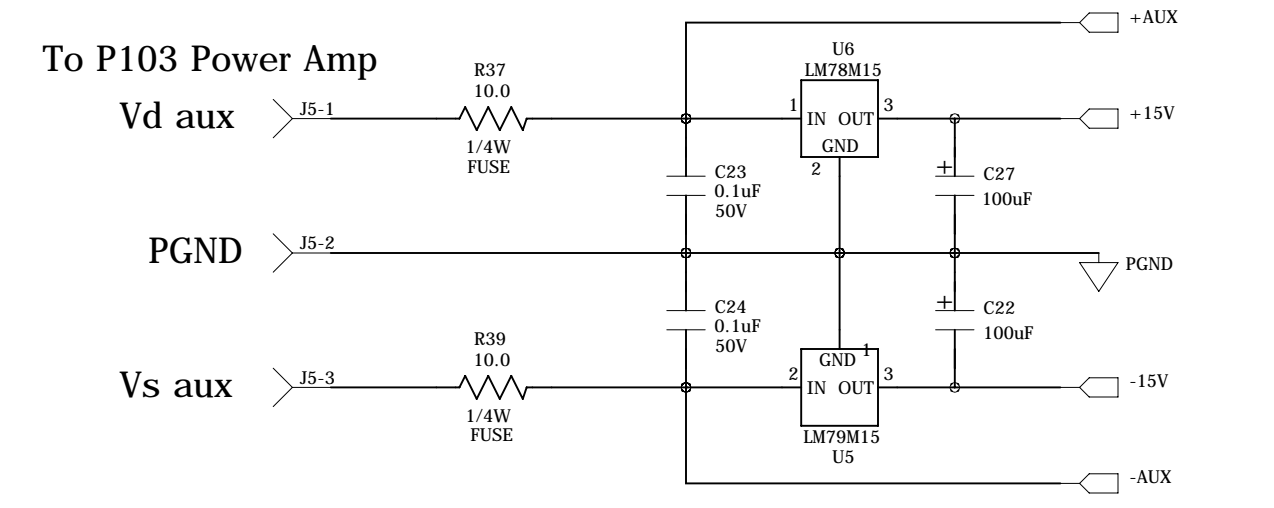 +AUX
To P103 Power Amp
U6
LM78M15
R37
10.0
Vd aux
J5-1
1
IN OUT
3
+15V
1/4W
FUSE
GND
2
C23
0.1uF
50V
+
C27
100uF
PGND
J5-2
PGND
C24
0.1uF
50V
+
C22
100uF
R39
10.0
GND
1
Vs aux
J5-3
2
IN OUT
3
-15V
1/4W
FUSE
LM79M15
U5
-AUX